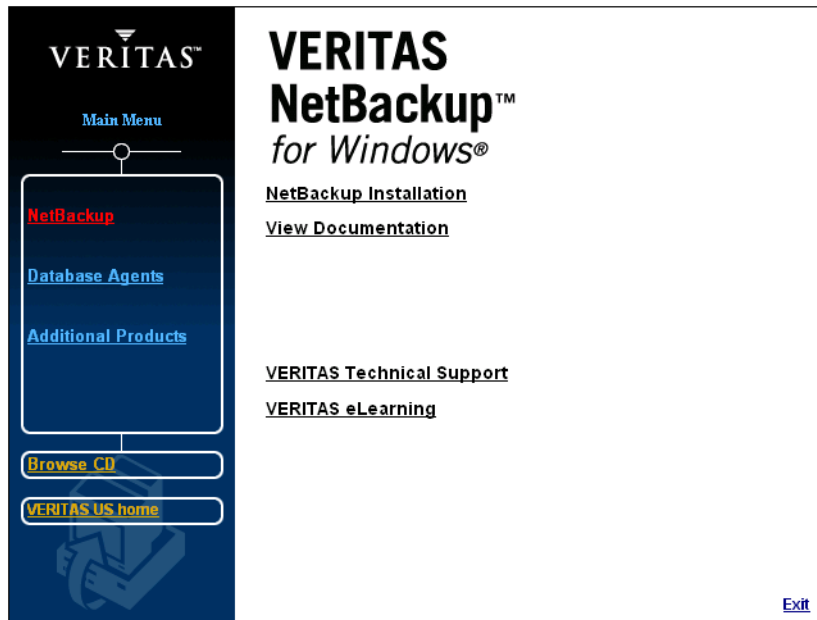 VERITAS™
Main Menu
NetBackup
Database Agents
Additional Products
Browse CD
VERITAS US home
VERITAS
NetBackup™
for Windows®
NetBackup Installation
View Documentation
VERITAS Technical Support
VERITAS eLearning
Exit